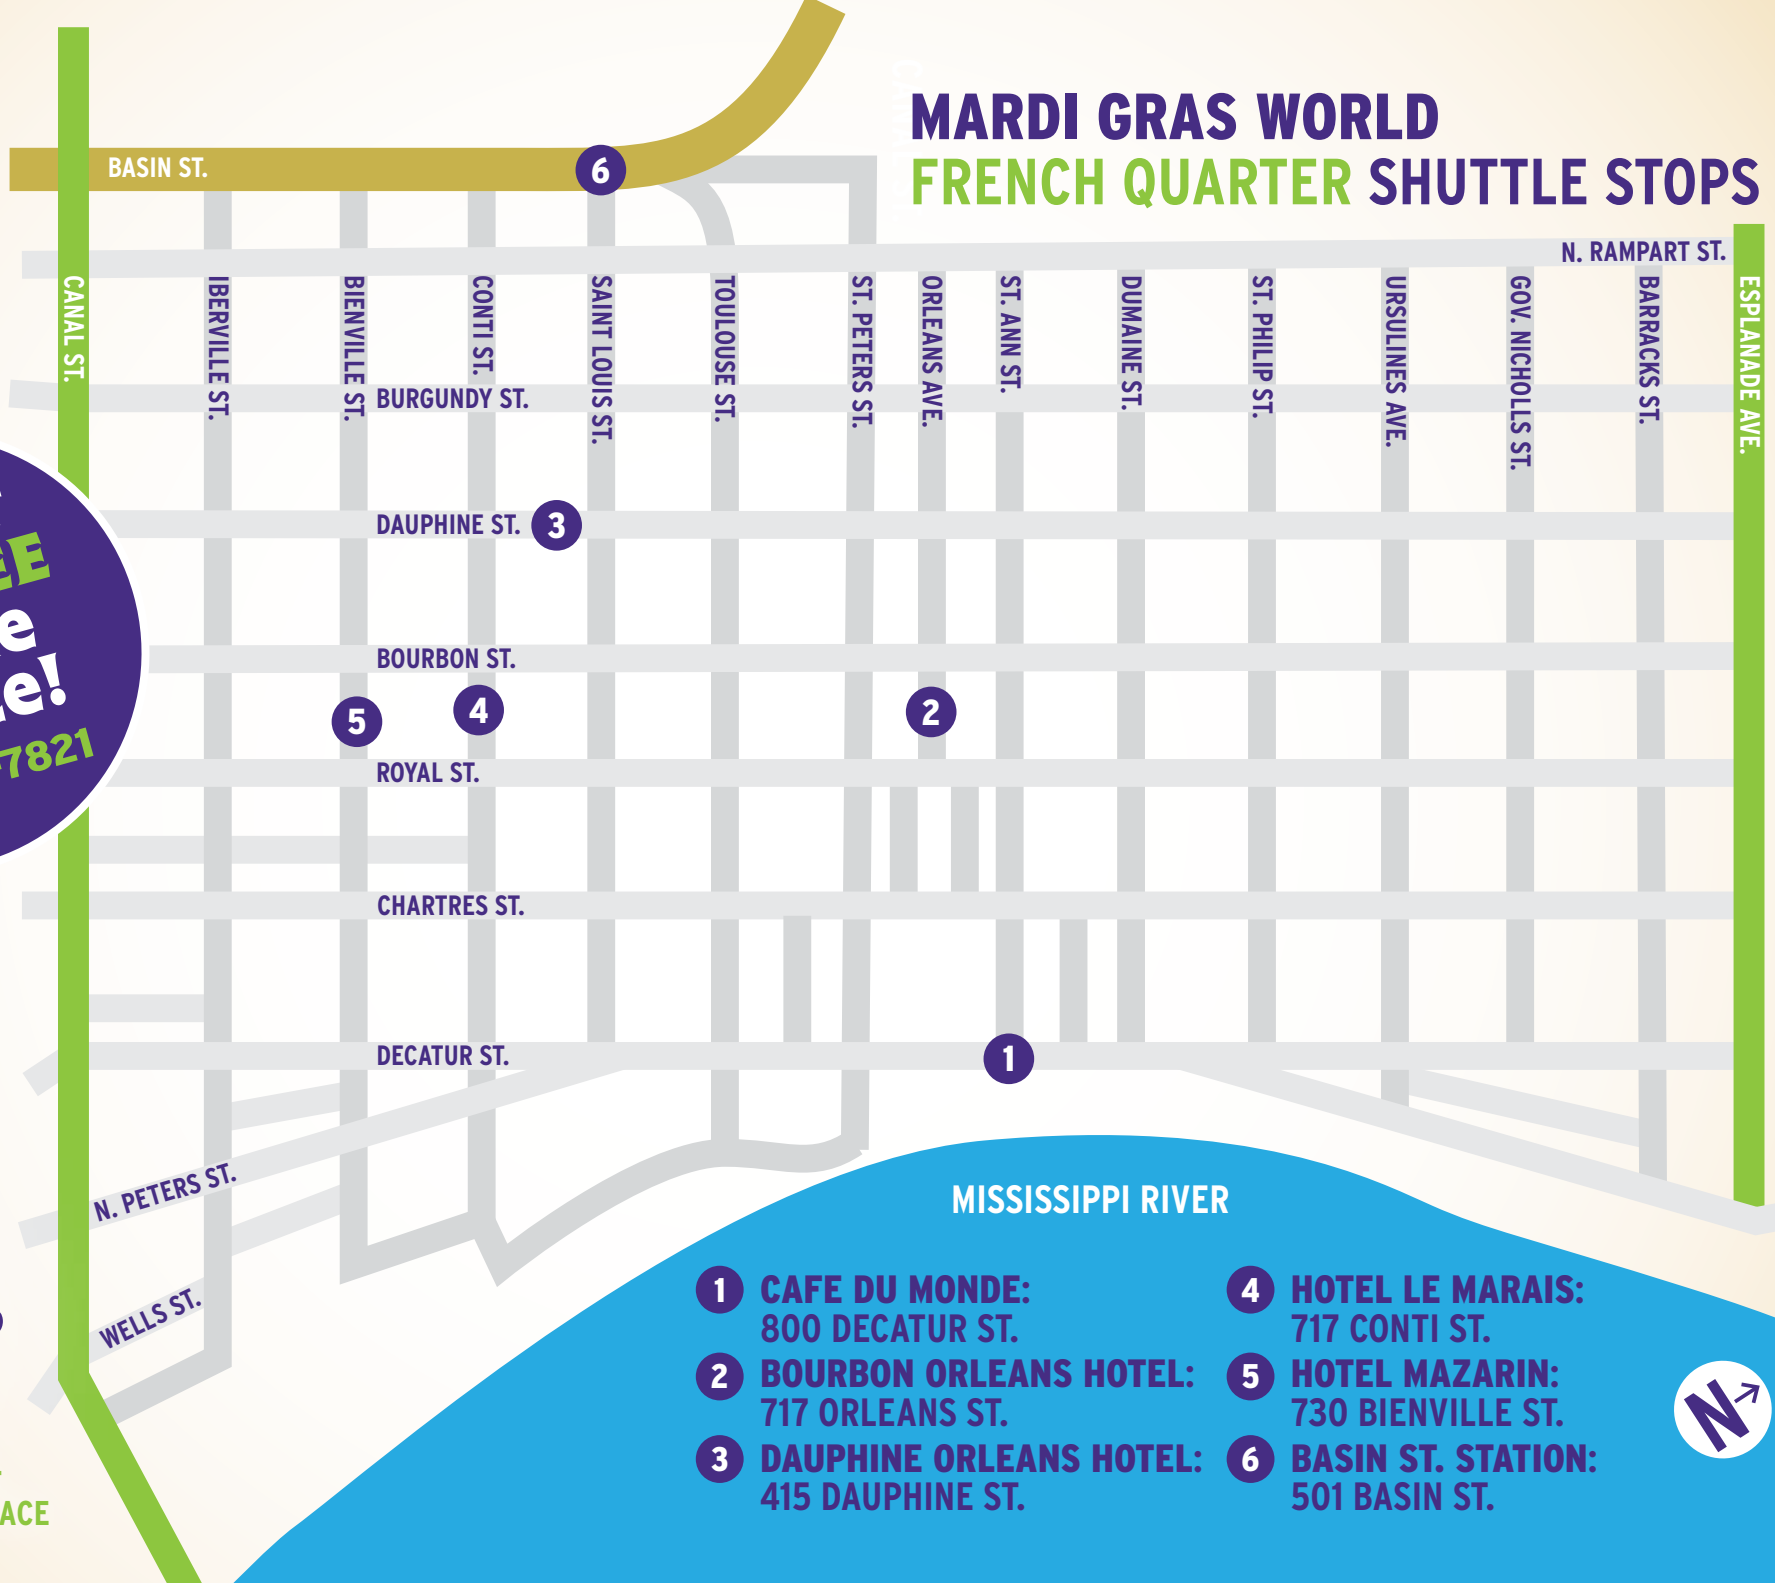 MARDI GRAS WORLD
FRENCH QUARTER SHUTTLE STOPS
BASIN ST.
6
N. RAMPART ST.
CANAL ST.
IBERVILLE ST.
BIENVILLE ST.
CONTI ST.
SAINT LOUIS ST.
TOULOUSE ST.
ST. PETERS ST.
ORLEANS AVE.
ST. ANN ST.
DUMAINE ST.
ST. PHILIP ST.
URSULINES AVE.
GOV. NICHOLLS ST.
BARRACKS ST.
ESPLANADE AVE.
BURGUNDY ST.
DAUPHINE ST.
3
BOURBON ST.
5
4
2
7821
ROYAL ST.
CHARTRES ST.
DECATUR ST.
1
N. PETERS ST.
WELLS ST.
MISSISSIPPI RIVER
1 CAFE DU MONDE:
800 DECATUR ST.
2 BOURBON ORLEANS HOTEL:
717 ORLEANS ST.
3 DAUPHINE ORLEANS HOTEL:
415 DAUPHINE ST.
4 HOTEL LE MARAIS:
717 CONTI ST.
5 HOTEL MAZARIN:
730 BIENVILLE ST.
6 BASIN ST. STATION:
501 BASIN ST.
N